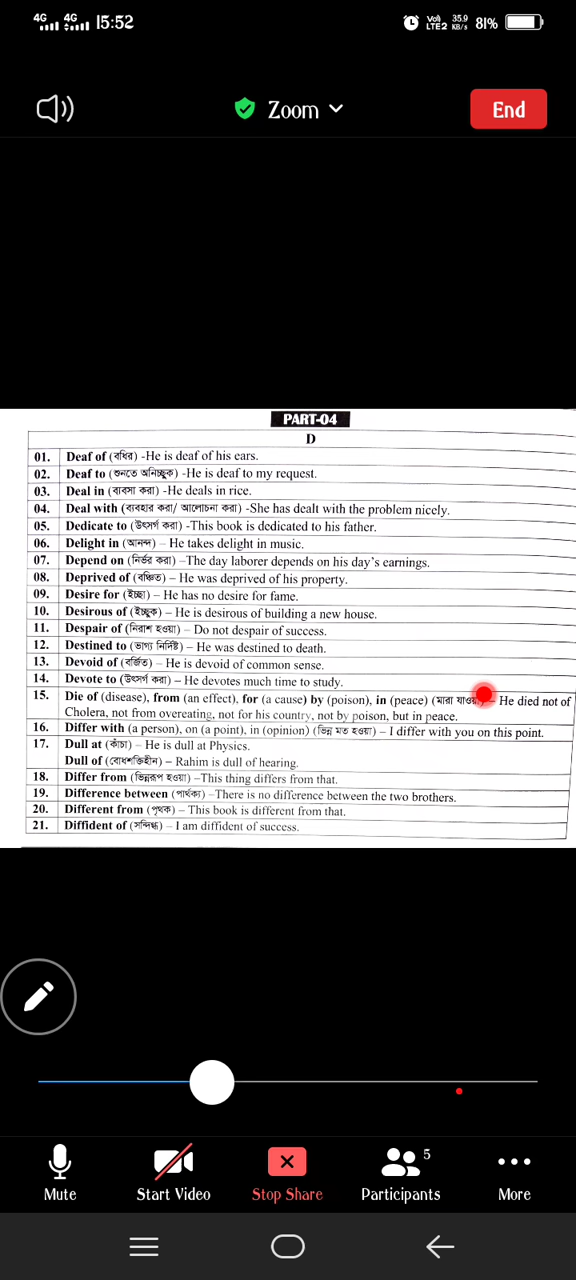 4G 4G 15:52 Vo)) LTE2 35.9 KB/s 81%
Zoom End
PART-04
D
01. Deaf of (বধির) -He is deaf of his ears.
02. Deaf to (শুনতে অনিচ্ছুক) -He is deaf to my request.
03. Deal in (ব্যবসা করা) -He deals in rice.
04. Deal with (ব্যবহার করা/ আলোচনা করা) -She has dealt with the problem nicely.
05. Dedicate to (উৎসর্গ করা) -This book is dedicated to his father.
06. Delight in (আনন্দ) – He takes delight in music.
07. Depend on (নির্ভর করা) –The day laborer depends on his day's earnings.
08. Deprived of (বঞ্চিত) – He was deprived of his property.
09. Desire for (ইচ্ছা) – He has no desire for fame.
10. Desirous of (ইচ্ছুক) – He is desirous of building a new house.
11. Despair of (নিরাশ হওয়া) – Do not despair of success.
12. Destined to (ভাগ্য নির্দিষ্ট) – He was destined to death.
13. Devoid of (বর্জিত) – He is devoid of common sense.
14. Devote to (উৎসর্গ করা) – He devotes much time to study.
15. Die of (disease), from (an effect), for (a cause) by (poison), in (peace) (মারা – He died not of
Cholera, not from overeating, not for his country, not by poison, but in peace.
16. Differ with (a person), on (a point), in (opinion) (ভিন্ন মত হওয়া) – I differ with you on this point.
17. Dull at (কাঁচা) – He is dull at Physics.
Dull of (বোধশক্তিহীন) – Rahim is dull of hearing.
18. Differ from (ভিন্নরূপ হওয়া) –This thing differs from that.
19. Difference between (পার্থক্য) –There is no difference between the two brothers.
20. Different from (পৃথক) – This book is different from that.
21. Diffident of (সন্দিগ্ধ) – I am diffident of success.
5
Mute Start Video Stop Share Participants More